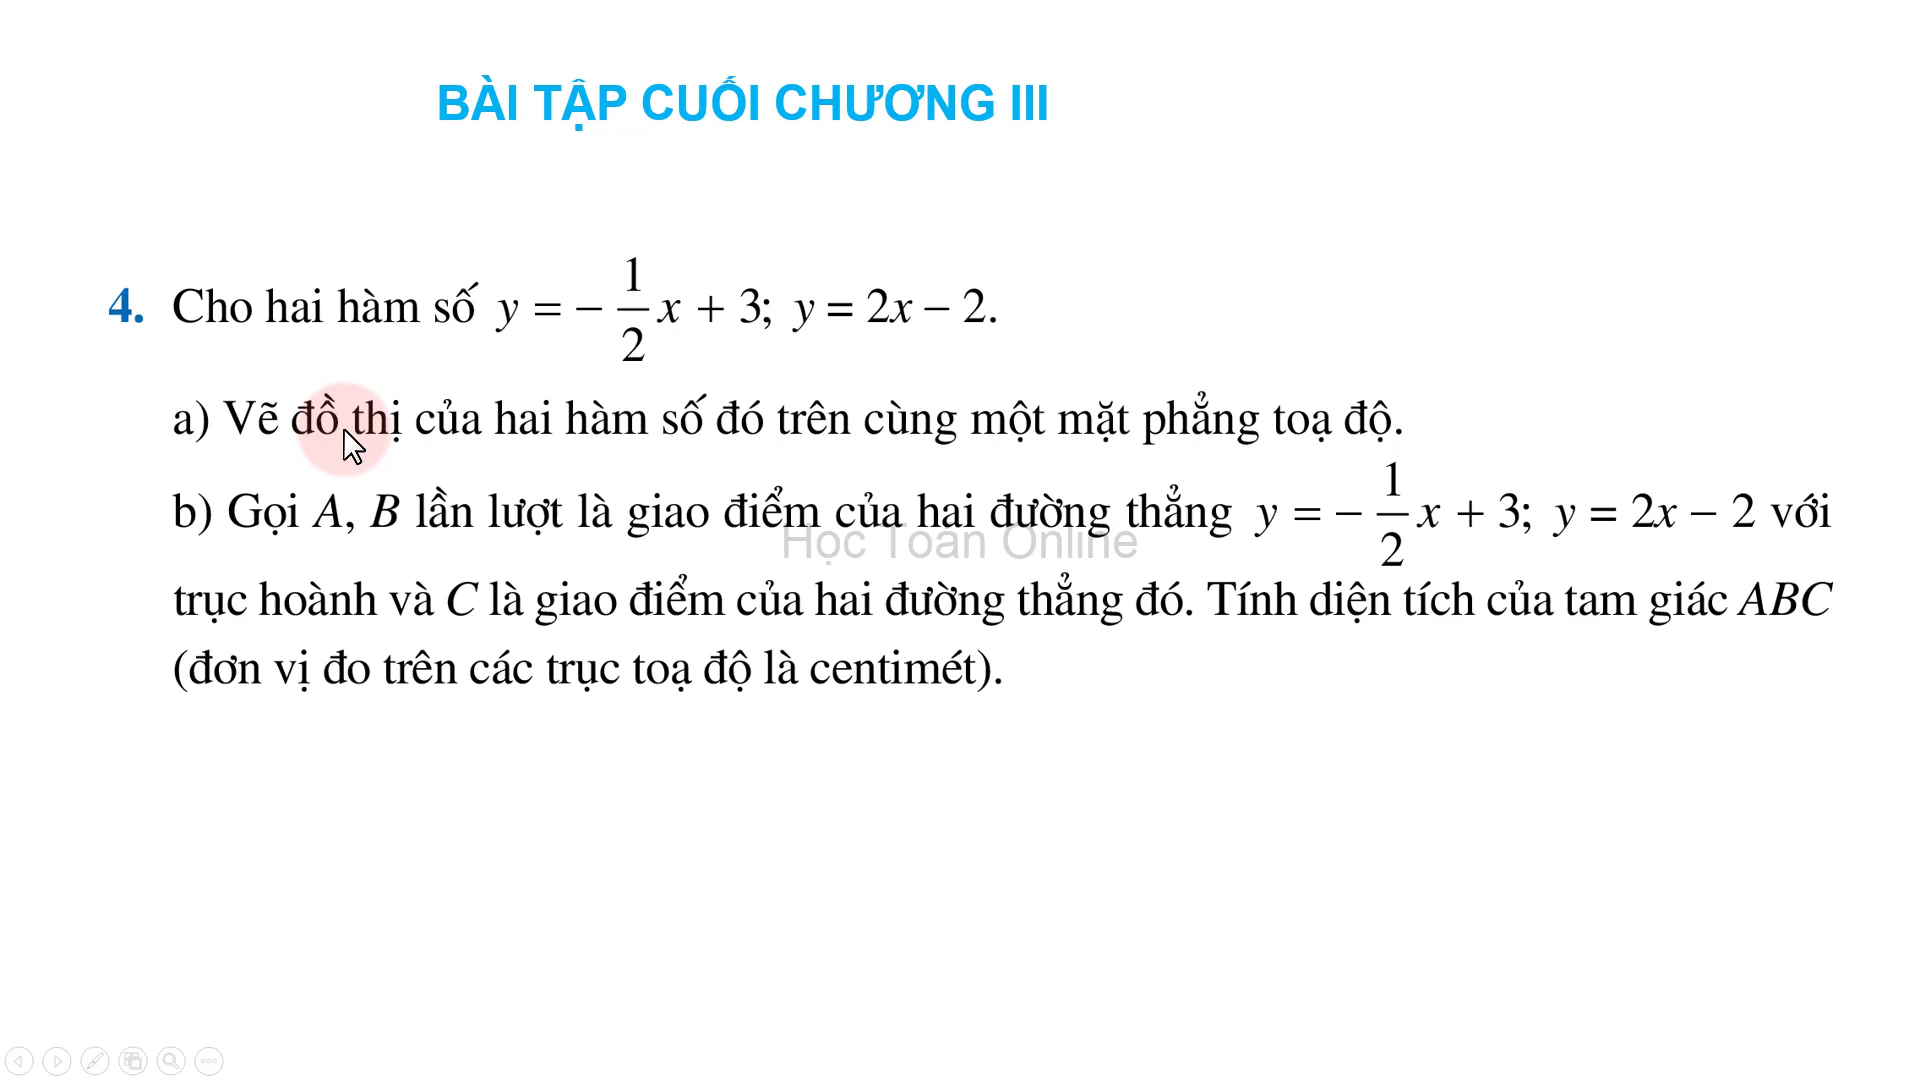 BÀI TẬP CUỐI CHƯƠNG III
4. Cho hai hàm số y = −1/2 x + 3; y = 2x − 2.
a) Vẽ đồ thị của hai hàm số đó trên cùng một mặt phẳng toạ độ.
b) Gọi A, B lần lượt là giao điểm của hai đường thẳng y = −1/2 x + 3; y = 2x − 2 với
Học Toán Online
trục hoành và C là giao điểm của hai đường thẳng đó. Tính diện tích của tam giác ABC
(đơn vị đo trên các trục toạ độ là centimét).